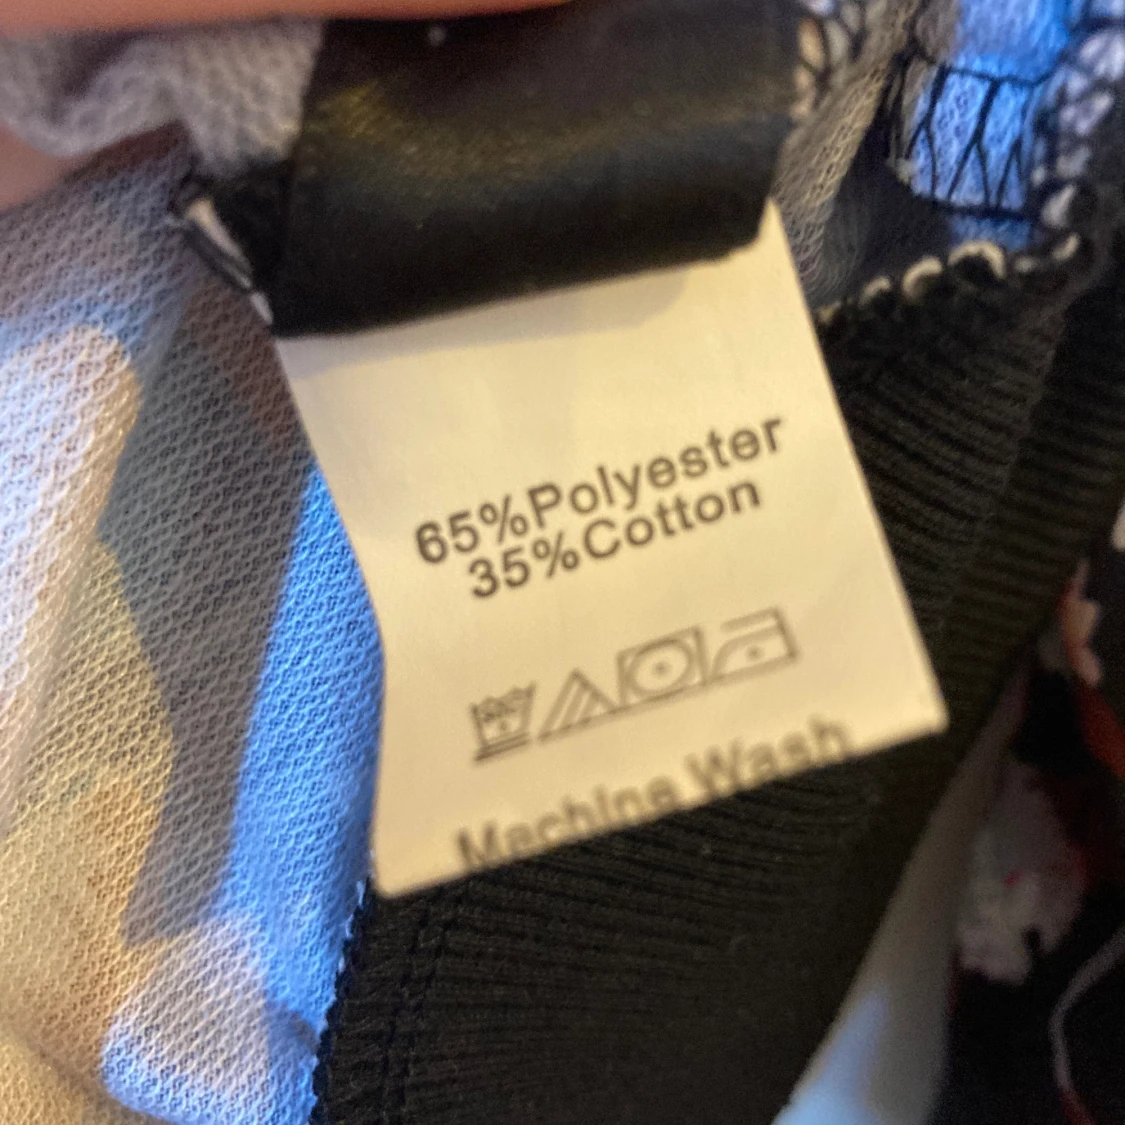 65%Polyester
35%Cotton
Machine Wash